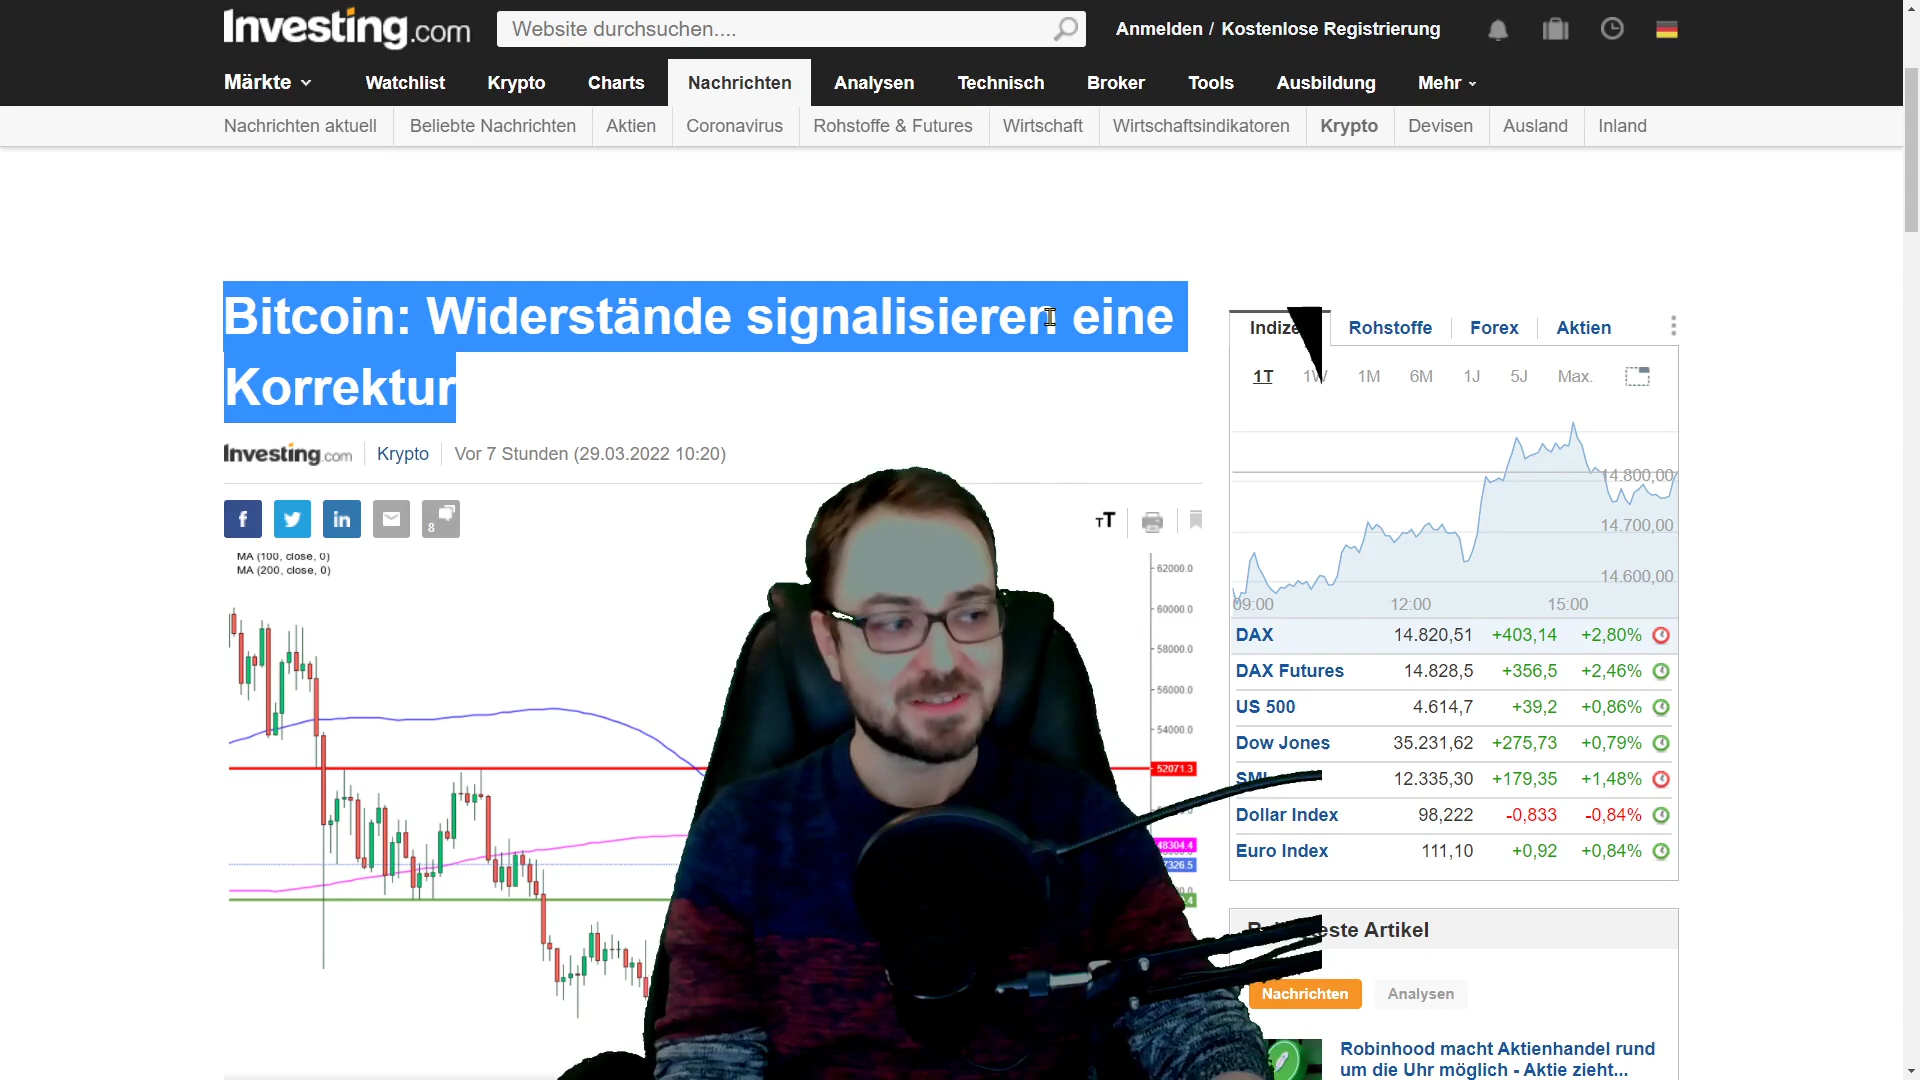 Investing.com
Website durchsuchen....
Anmelden / Kostenlose Registrierung
Märkte Watchlist Krypto Charts Nachrichten Analysen Technisch Broker Tools Ausbildung Mehr
Nachrichten aktuell Beliebte Nachrichten Aktien Coronavirus Rohstoffe & Futures Wirtschaft Wirtschaftsindikatoren Krypto Devisen Ausland Inland
Bitcoin: Widerstände signalisieren eine
Korrektur
Investing.com Krypto Vor 7 Stunden (29.03.2022 10:20)
f in 8 TT
MA (100, close, 0)
MA (200, close, 0)
62000.0
60000.0
58000.0
56000.0
54000.0
52071.3
48304.4
Rohstoffe Forex Aktien
1T 1W 1M 6M 1J 5J Max.
14.800,00
14.700,00
14.600,00
09:00 12:00 15:00
DAX 14.820,51 +403,14 +2,80%
DAX Futures 14.828,5 +356,5 +2,46%
US 500 4.614,7 +39,2 +0,86%
Dow Jones 35.231,62 +275,73 +0,79%
12.335,30 +179,35 +1,48%
Dollar Index 98,222 -0,833 -0,84%
Euro Index 111,10 +0,92 +0,84%
Artikel
Nachrichten Analysen
Robinhood macht Aktienhandel rund
um die Uhr möglich - Aktie zieht...